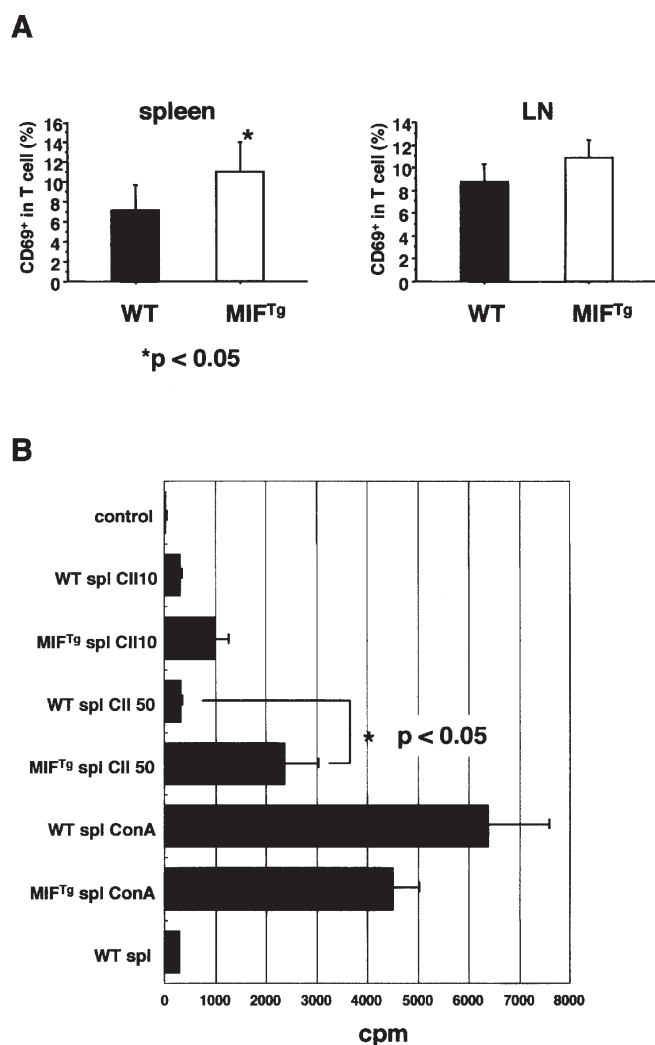 A
spleen
CD69⁺ in T cell (%)
16
14
12
10
8
6
4
2
0
*
WT
MIFᵀᵍ
*p < 0.05
LN
CD69⁺ in T cell (%)
14
12
10
8
6
4
2
0
WT
MIFᵀᵍ
B
control
WT spl CII10
MIFᵀᵍ spl CII10
WT spl CII 50
* p < 0.05
MIFᵀᵍ spl CII 50
WT spl ConA
MIFᵀᵍ spl ConA
WT spl
0 1000 2000 3000 4000 5000 6000 7000 8000
cpm